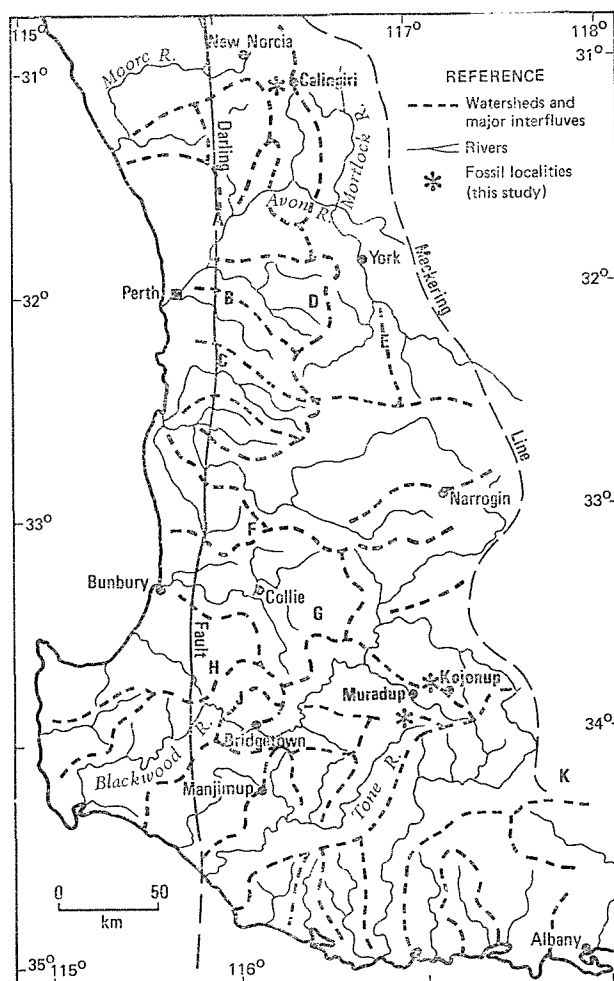 115°
117°
118°
31°
New Norcia
Moore R.
Calingiri
31°
REFERENCE
Watersheds and
major interfluves
Rivers
Fossil localities
(this study)
Darling
Mortlock R.
A
Avon R.
York
Meckering
32°
Perth
B
D
32°
E
C
Line
Narrogin
33°
33°
F
Bunbury
Collie
G
Fault
H
Kojonup
Muradup
J
34°
Bridgetown
Blackwood R.
Tone R.
K
Manjimup
0 50
km
Albany
35°
115°
116°